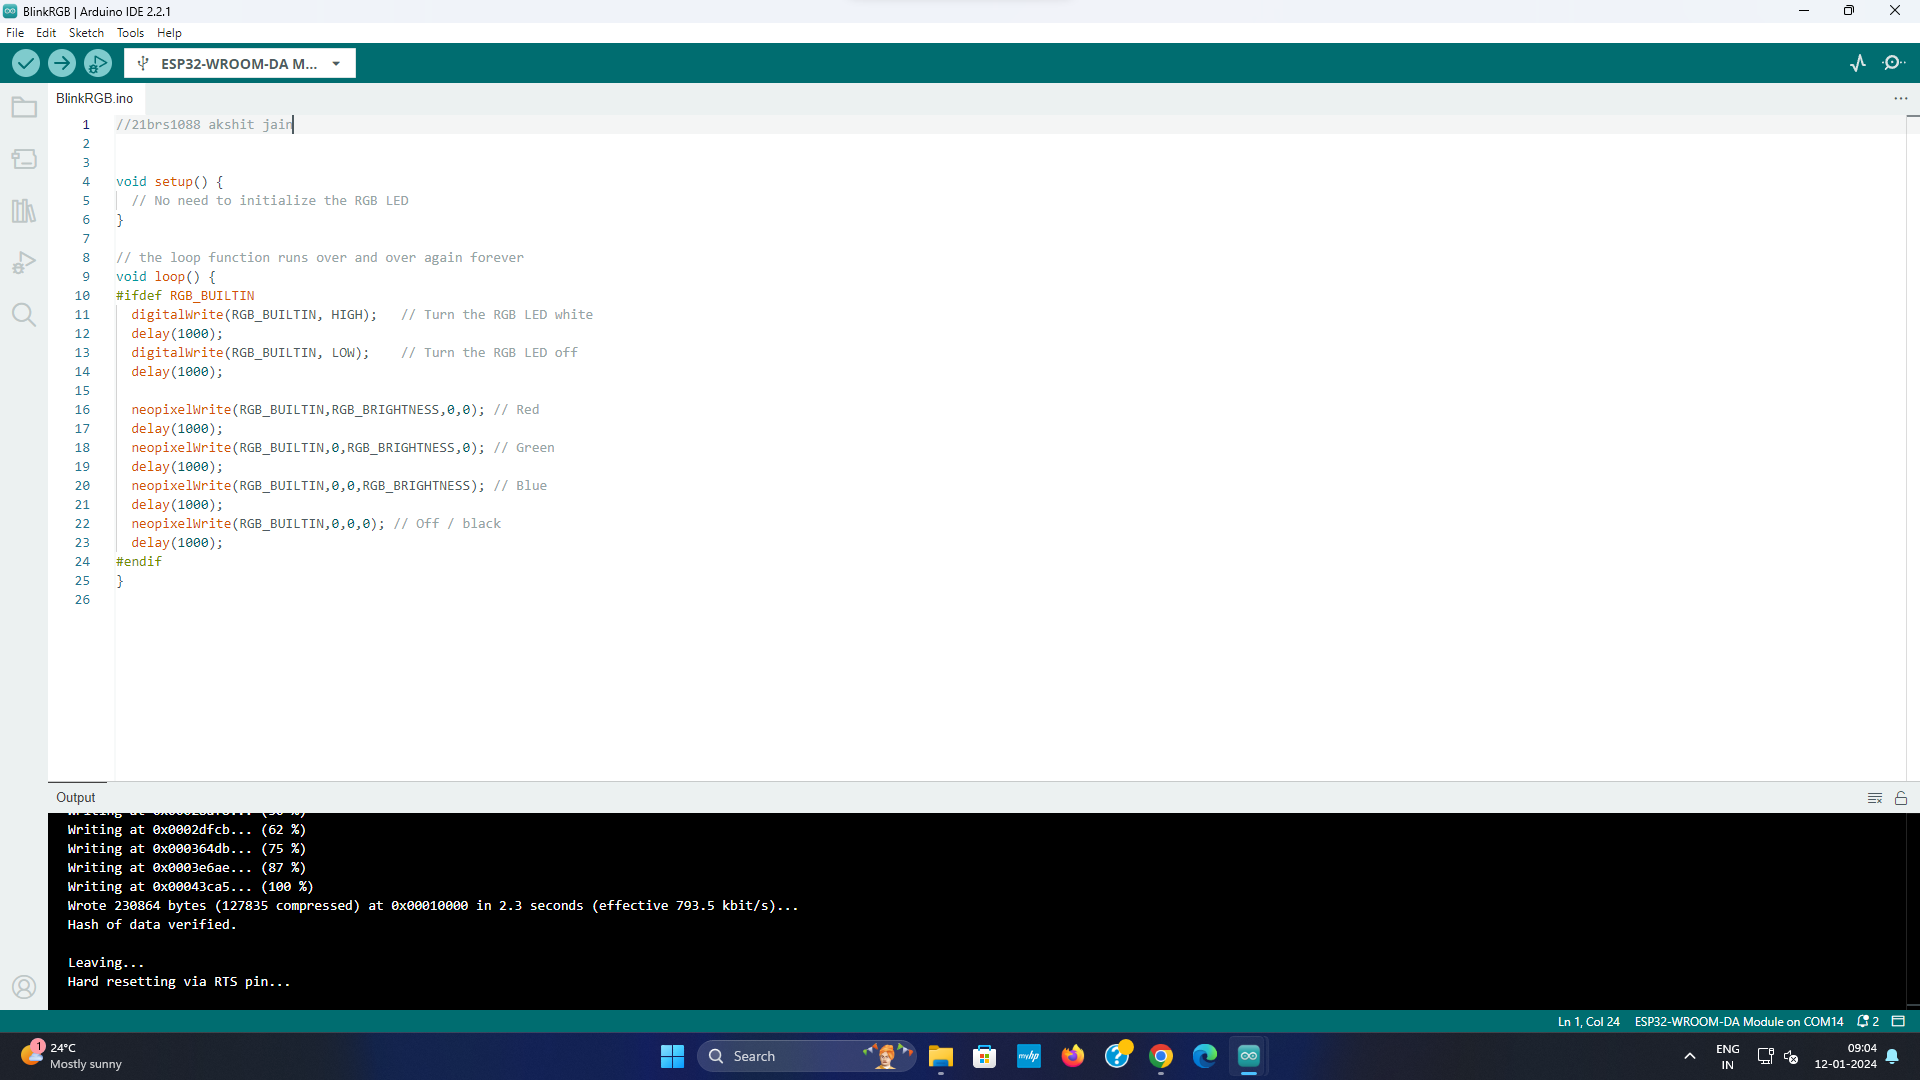 BlinkRGB | Arduino IDE 2.2.1
File Edit Sketch Tools Help
ESP32-WROOM-DA M...
BlinkRGB.ino
1 //21brs1088 akshit jain
2
3
4 void setup() {
5 // No need to initialize the RGB LED
6 }
7
8 // the loop function runs over and over again forever
9 void loop() {
10 #ifdef RGB_BUILTIN
11 digitalWrite(RGB_BUILTIN, HIGH); // Turn the RGB LED white
12 delay(1000);
13 digitalWrite(RGB_BUILTIN, LOW); // Turn the RGB LED off
14 delay(1000);
15
16 neopixelWrite(RGB_BUILTIN,RGB_BRIGHTNESS,0,0); // Red
17 delay(1000);
18 neopixelWrite(RGB_BUILTIN,0,RGB_BRIGHTNESS,0); // Green
19 delay(1000);
20 neopixelWrite(RGB_BUILTIN,0,0,RGB_BRIGHTNESS); // Blue
21 delay(1000);
22 neopixelWrite(RGB_BUILTIN,0,0,0); // Off / black
23 delay(1000);
24 #endif
25 }
26
Output
Writing at 0x0002dfcb... (62 %)
Writing at 0x000364db... (75 %)
Writing at 0x0003e6ae... (87 %)
Writing at 0x00043ca5... (100 %)
Wrote 230864 bytes (127835 compressed) at 0x00010000 in 2.3 seconds (effective 793.5 kbit/s)...
Hash of data verified.
Leaving...
Hard resetting via RTS pin...
Ln 1, Col 24 ESP32-WROOM-DA Module on COM14 2
1
24°C
Mostly sunny
Search
myhp
ENG
IN
09:04
12-01-2024